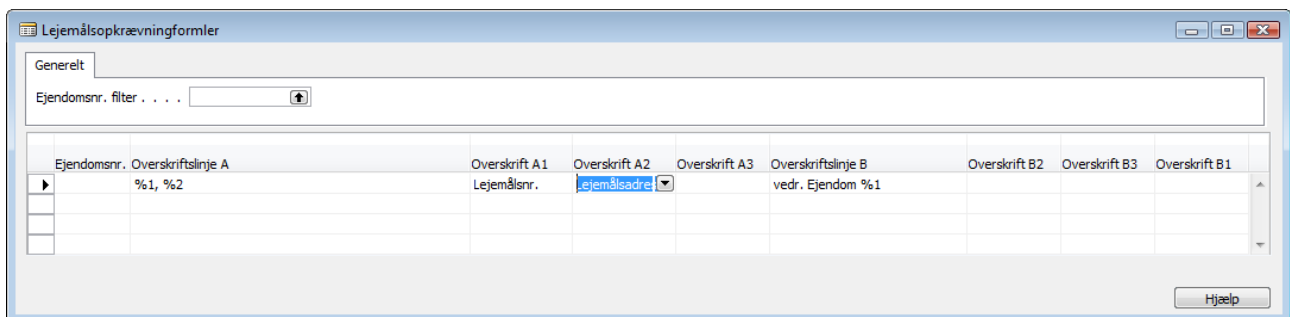 Lejemålsopkrævningformler
Generelt
Ejendomsnr. filter . . . .
Ejendomsnr. Overskriftslinje A Overskrift A1 Overskrift A2 Overskrift A3 Overskriftslinje B Overskrift B2 Overskrift B3 Overskrift B1
%1, %2 Lejemålsnr. Lejemålsadres vedr. Ejendom %1
Hjælp